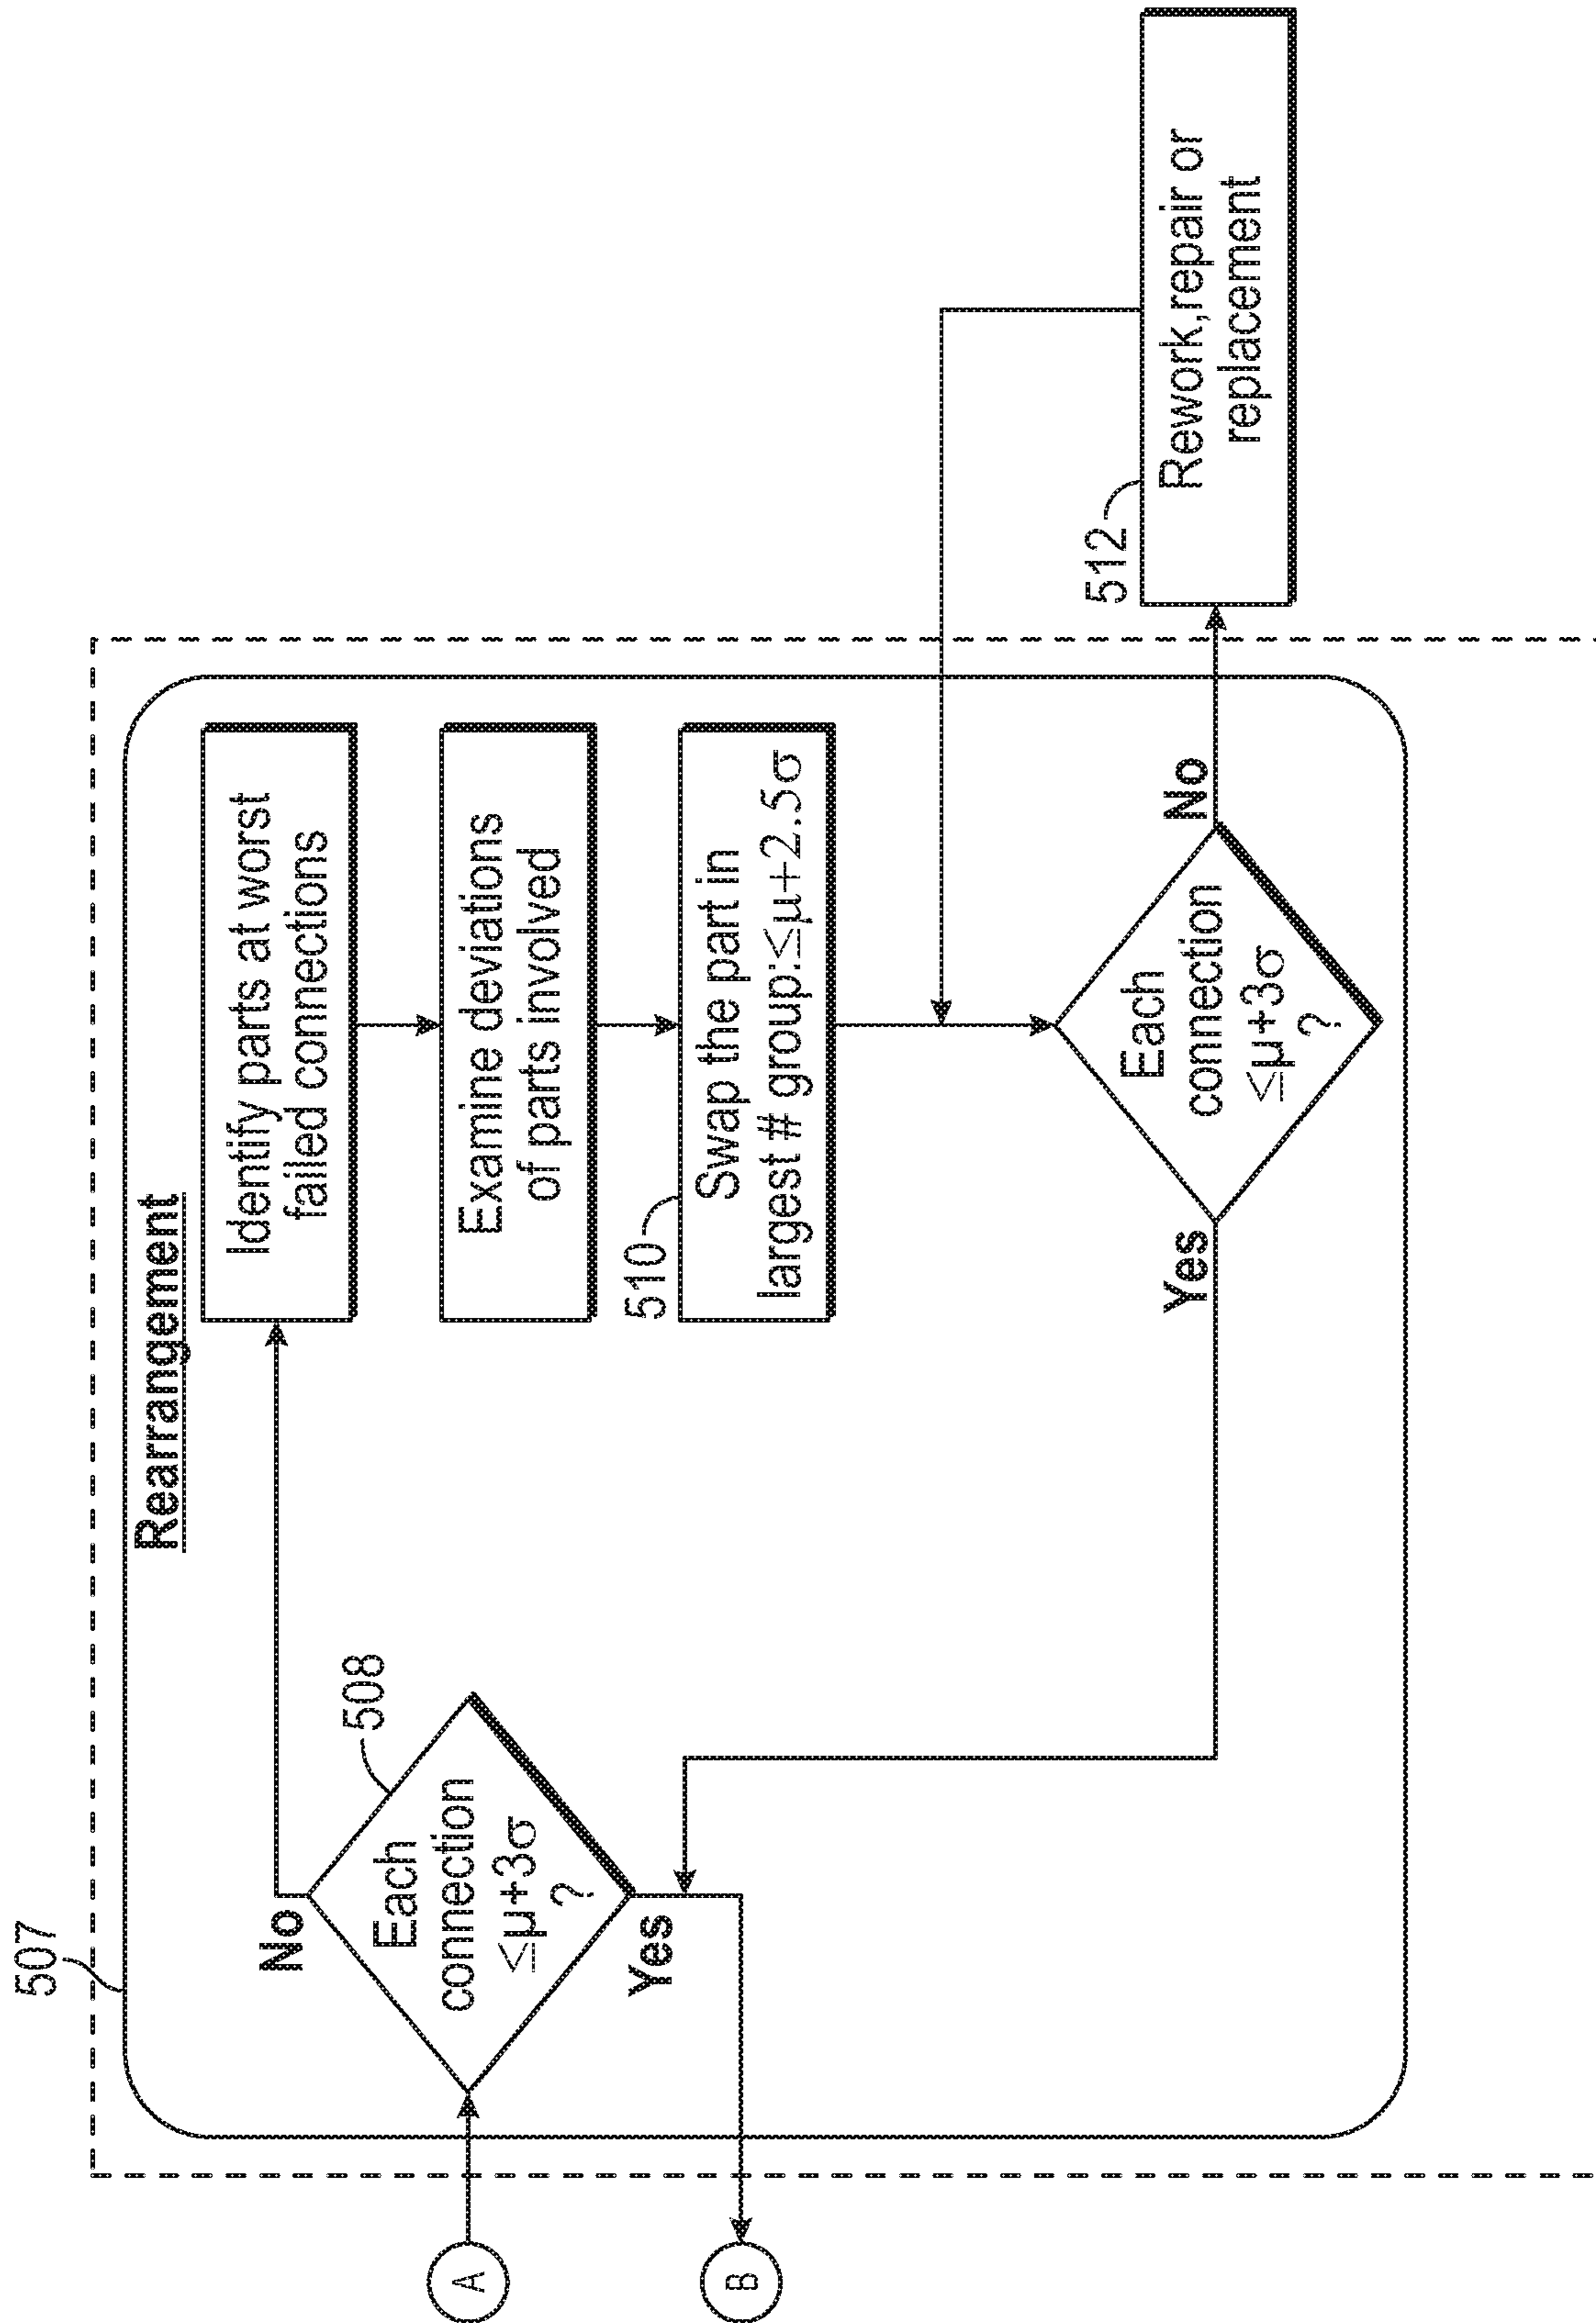 507
Rearrangement
A
B
No
Each
connection
≤μ+3σ
?
508
Yes
Identify parts at worst
failed connections
Examine deviations
of parts involved
510
Swap the part in
largest # group:≤μ+2.5σ
Yes
Each
connection
≤μ+3σ
?
No
512
Rework,repair or
replacement